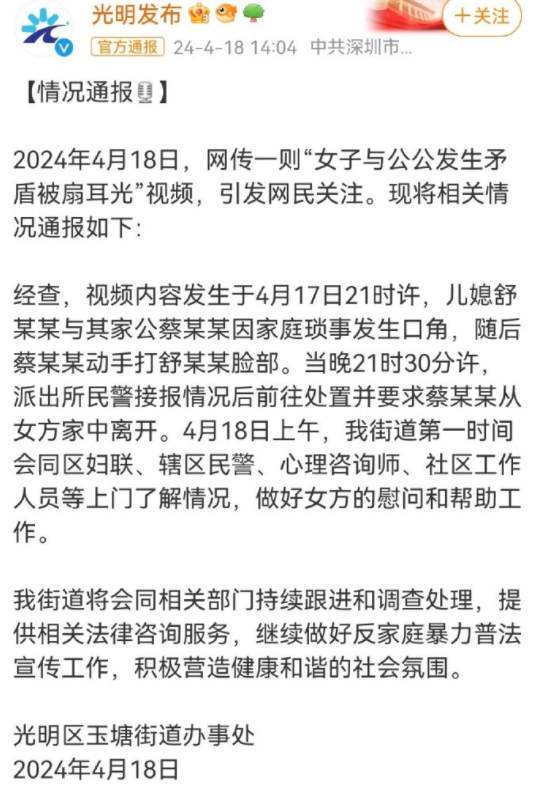 光明发布
+关注
官方通报 24-4-18 14:04 中共深圳市...
【情况通报🎙】
2024年4月18日，网传一则“女子与公公发生矛
盾被扇耳光”视频，引发网民关注。现将相关情
况通报如下：
经查，视频内容发生于4月17日21时许，儿媳舒
某某与其家公蔡某某因家庭琐事发生口角，随后
蔡某某动手打舒某某脸部。当晚21时30分许，
派出所民警接报情况后前往处置并要求蔡某某从
女方家中离开。4月18日上午，我街道第一时间
会同区妇联、辖区民警、心理咨询师、社区工作
人员等上门了解情况，做好女方的慰问和帮助工
作。
我街道将会同相关部门持续跟进和调查处理，提
供相关法律咨询服务，继续做好反家庭暴力普法
宣传工作，积极营造健康和谐的社会氛围。
光明区玉塘街道办事处
2024年4月18日